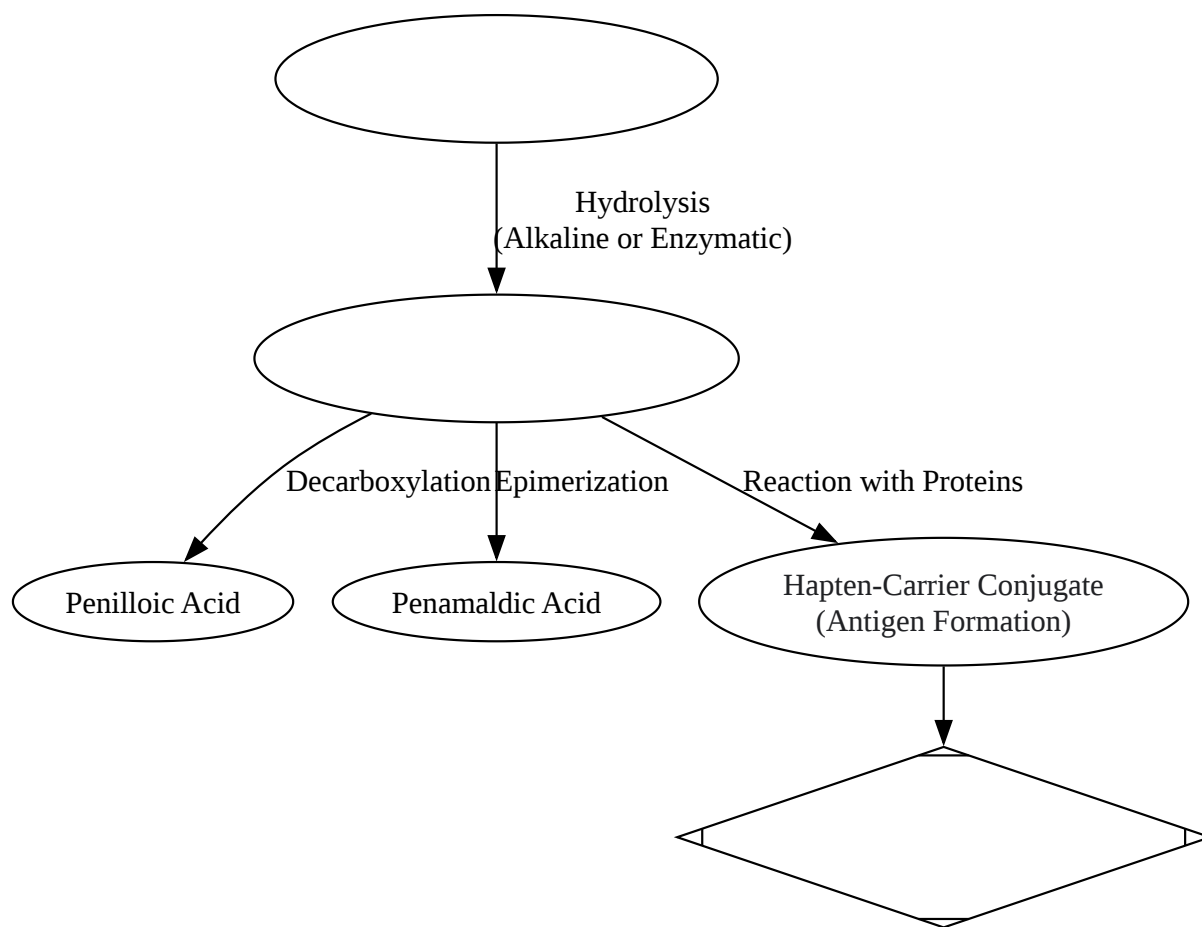 Hydrolysis
(Alkaline or Enzymatic)
Decarboxylation
Epimerization
Reaction with Proteins
Penilloic Acid
Penamaldic Acid
Hapten-Carrier Conjugate
(Antigen Formation)